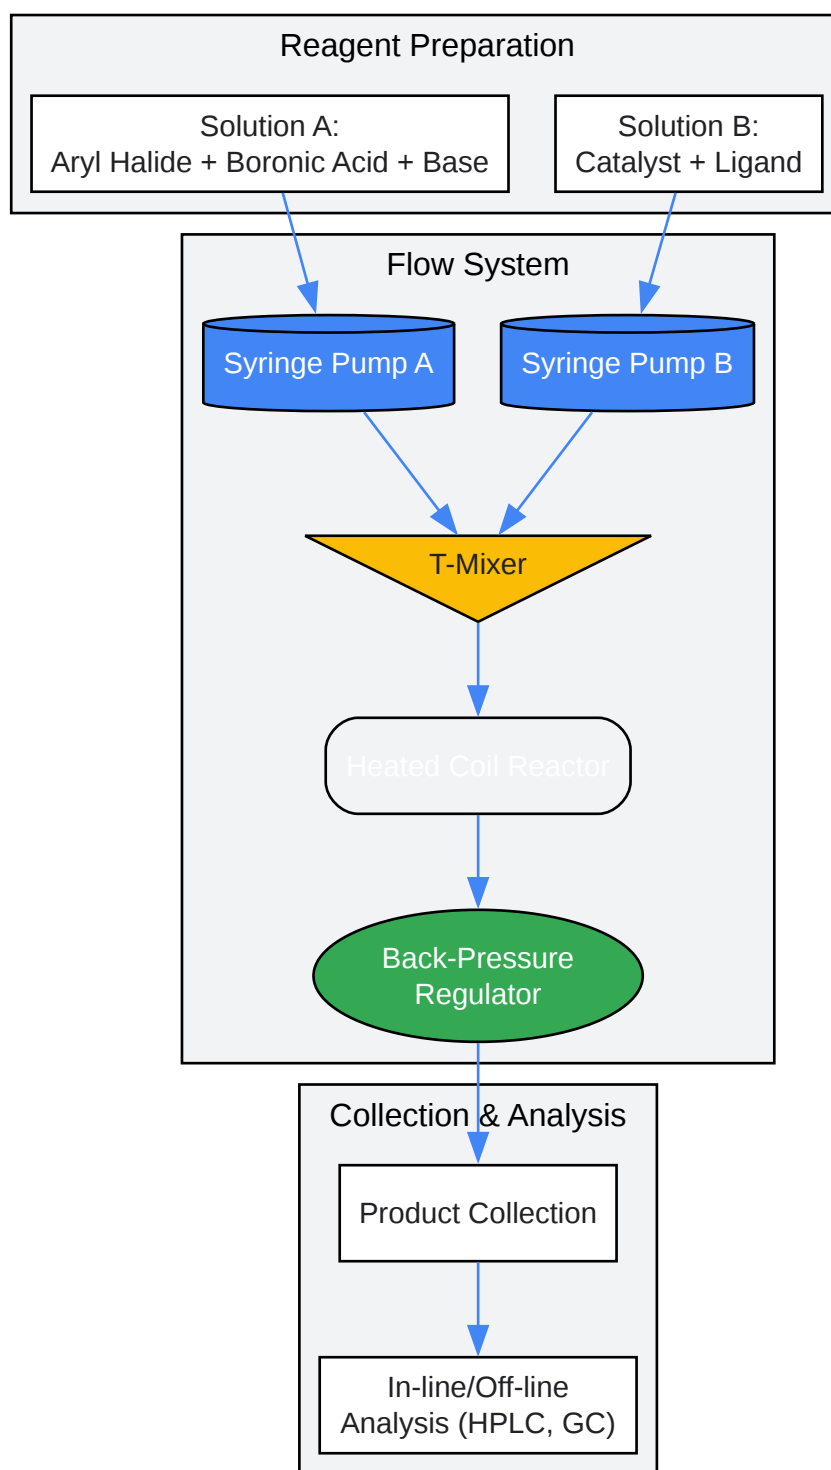 Reagent Preparation
Solution A:
Aryl Halide + Boronic Acid + Base
Solution B:
Catalyst + Ligand
Flow System
Syringe Pump A
Syringe Pump B
T-Mixer
Heated Coil Reactor
Back-Pressure
Regulator
Collection & Analysis
Product Collection
In-line/Off-line
Analysis (HPLC, GC)